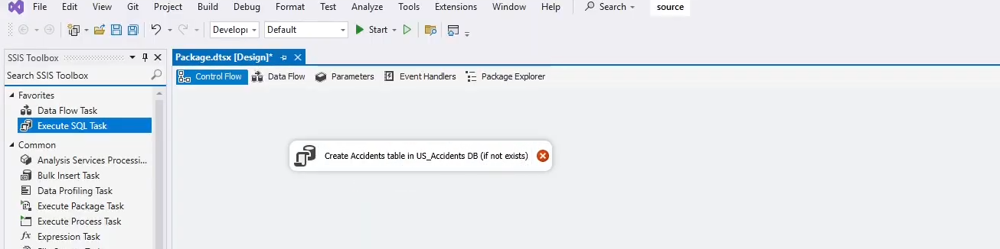 File Edit View Git Project Build Debug Format Test Analyze Tools Extensions Window Help Search source
Develop Default Start
SSIS Toolbox
Search SSIS Toolbox
Favorites
Data Flow Task
Execute SQL Task
Common
Analysis Services Processi...
Bulk Insert Task
Data Profiling Task
Execute Package Task
Execute Process Task
fx Expression Task
Package.dtsx [Design]*
Control Flow Data Flow Parameters Event Handlers Package Explorer
Create Accidents table in US_Accidents DB (if not exists)